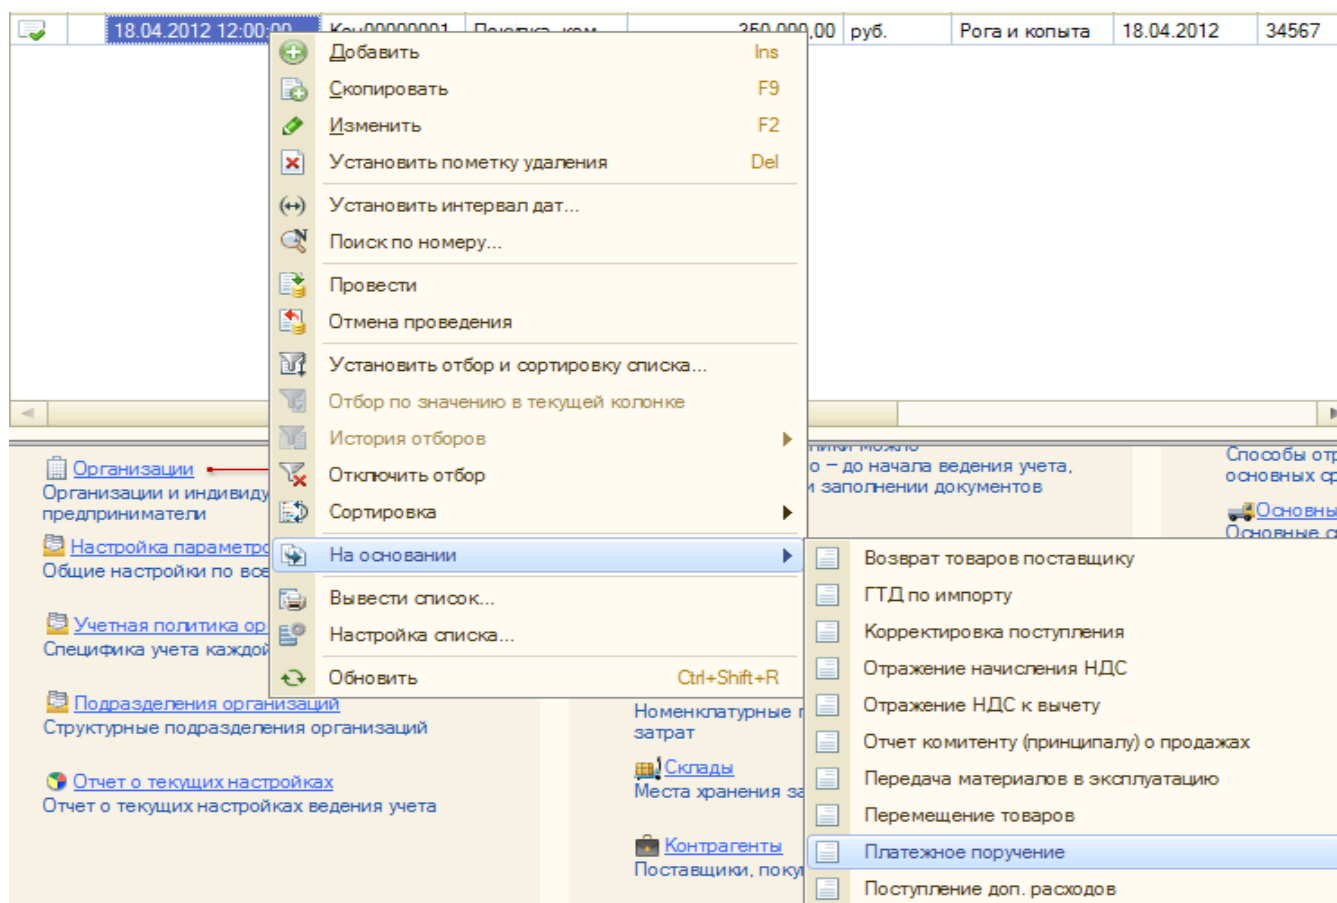 18.04.2012 12:00:00 Коч00000001 250 000,00 руб. Рога и копыта 18.04.2012 34567
Добавить Ins
Скопировать F9
Изменить F2
Установить пометку удаления Del
Установить интервал дат...
Поиск по номеру...
Провести
Отмена проведения
Установить отбор и сортировку списка...
Отбор по значению в текущей колонке
История отборов
Отключить отбор
Сортировка
На основании
Вывести список...
Настройка списка...
Обновить Ctrl+Shift+R
Возврат товаров поставщику
ГТД по импорту
Корректировка поступления
Отражение начисления НДС
Отражение НДС к вычету
Отчет комитенту (принципалу) о продажах
Передача материалов в эксплуатацию
Перемещение товаров
Платежное поручение
Поступление доп. расходов
Организации
Организации и индивиду
предприниматели
Настройка параметро
Общие настройки по все
Учетная политика ор
Специфика учета каждой
Подразделения организаций
Структурные подразделения организаций
Отчет о текущих настройках
Отчет о текущих настройках ведения учета
можно
о – до начала ведения учета,
и заполнении документов
Номенклатурные г
затрат
Склады
Места хранения за
Контрагенты
Поставщики, поку
Способы отр
основных ср
Основны
Основные с